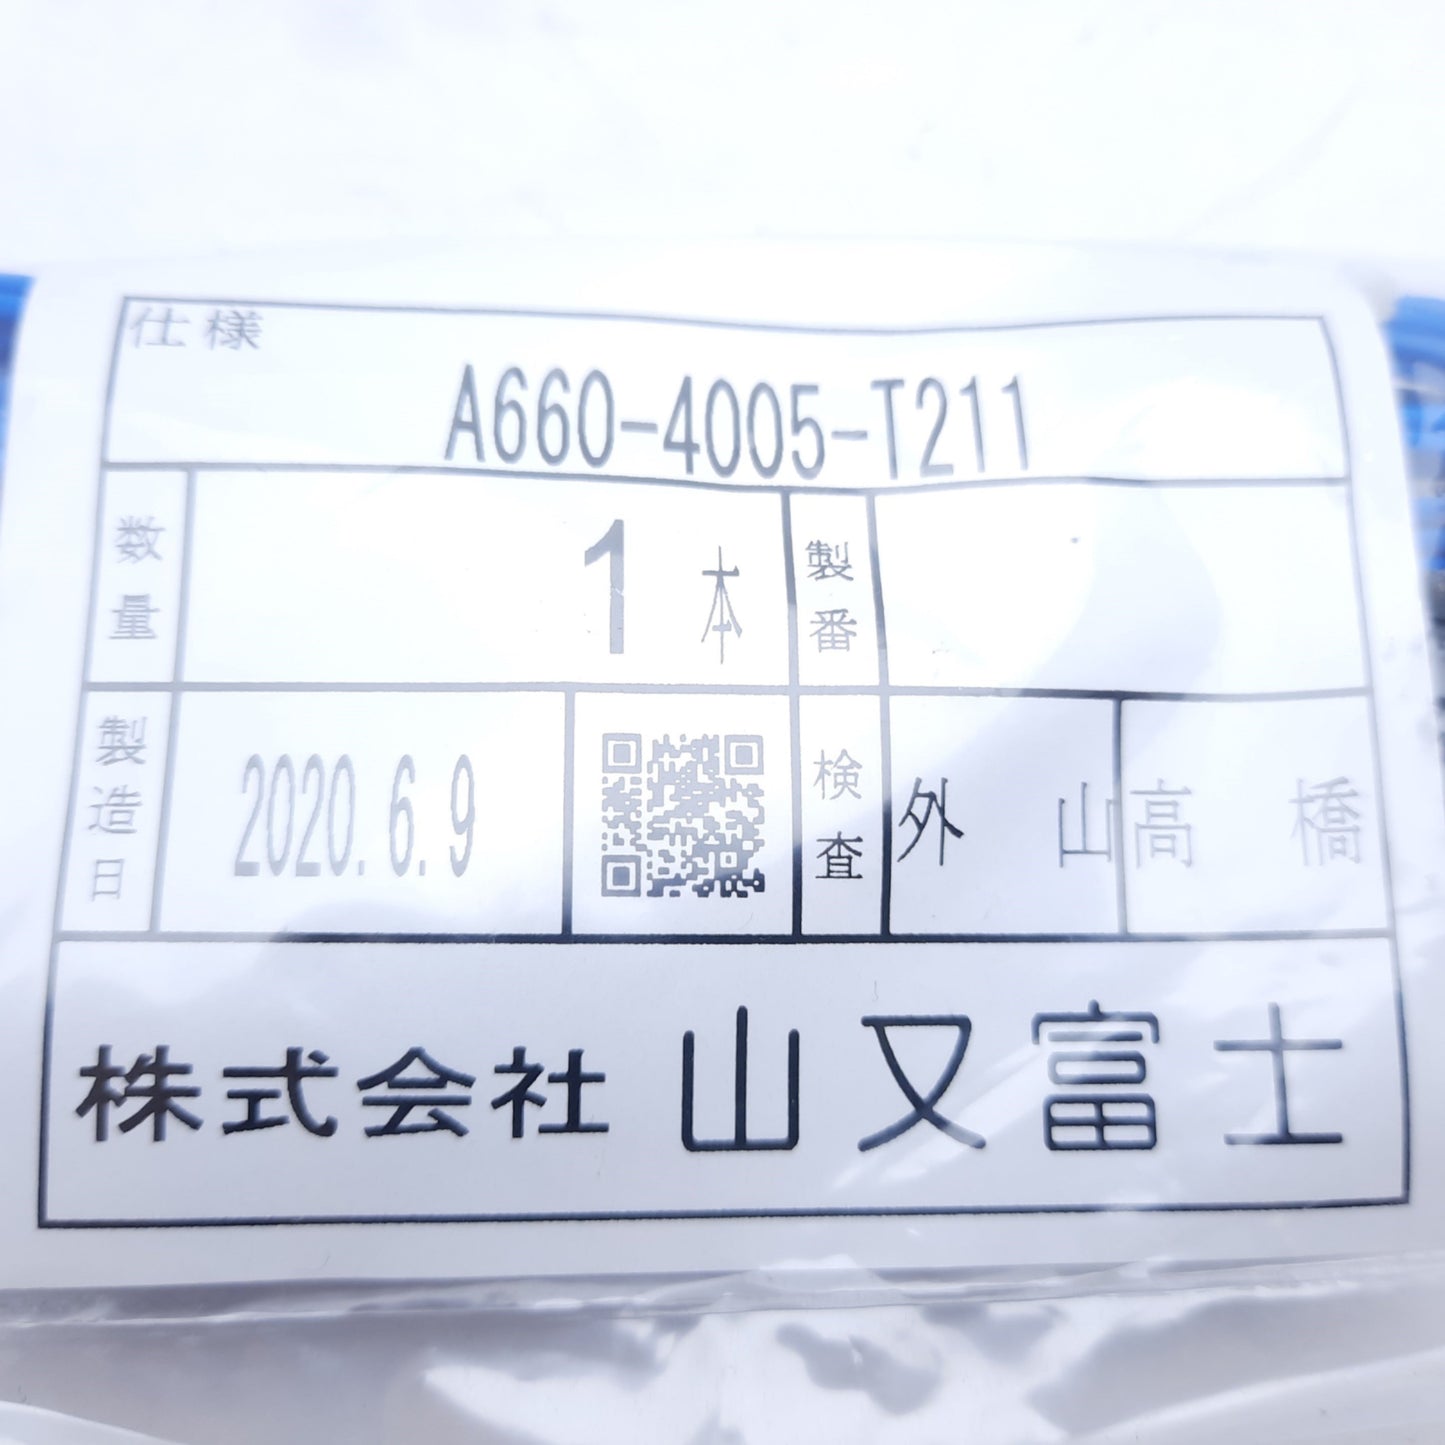 仕様
A660-4005-T211
数量 1 本 製番
製造日 2020.6.9 検査 外 山 高 橋
株式会社 山又富士